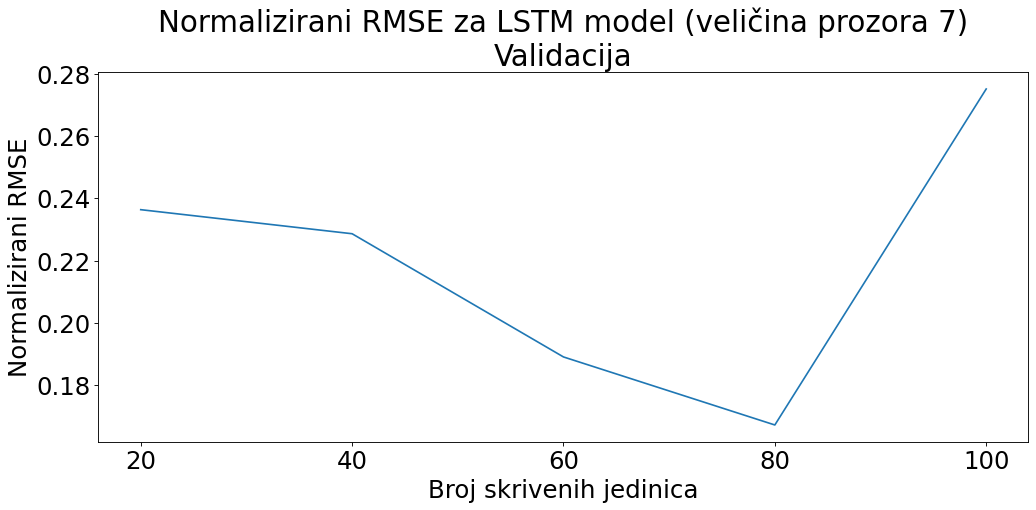 Normalizirani RMSE za LSTM model (veličina prozora 7)
Validacija
0.28
0.26
0.24
0.22
0.20
0.18
Normalizirani RMSE
20 40 60 80 100
Broj skrivenih jedinica